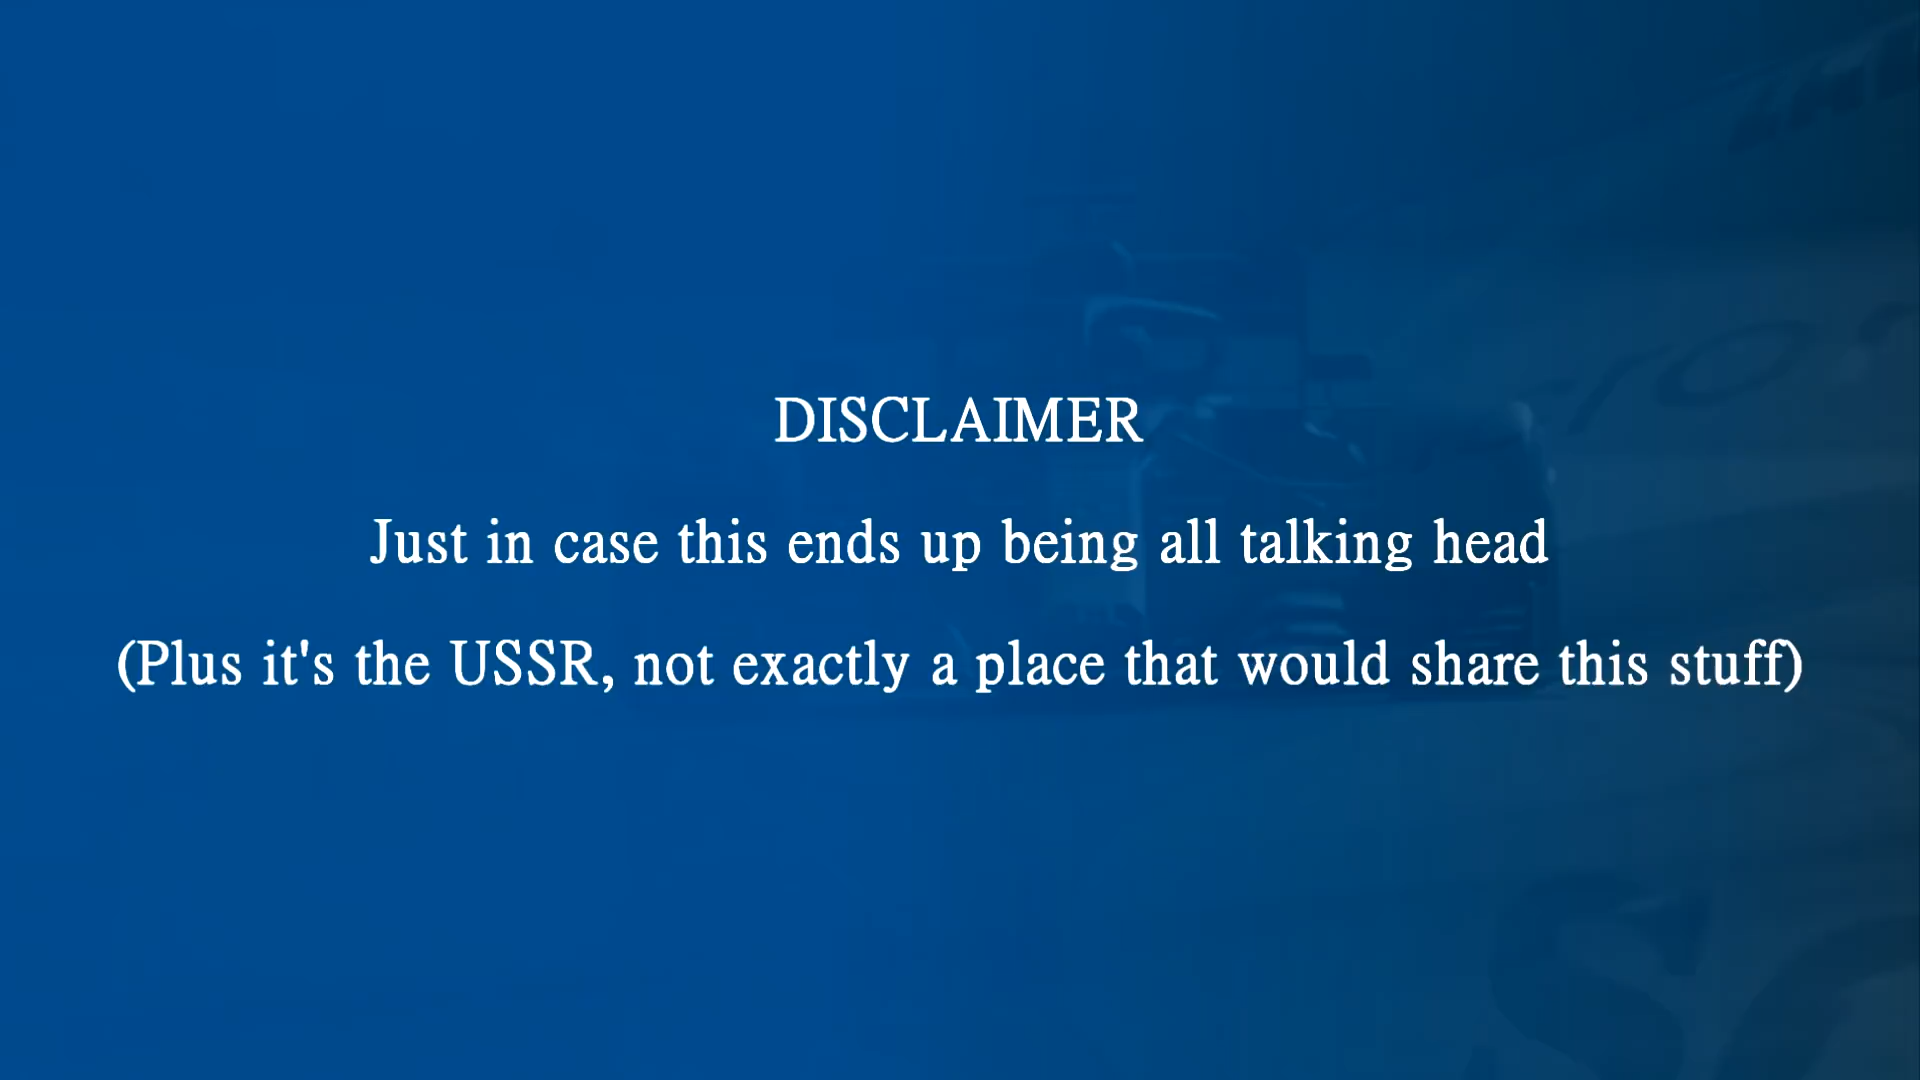 DISCLAIMER
Just in case this ends up being all talking head
(Plus it's the USSR, not exactly a place that would share this stuff)